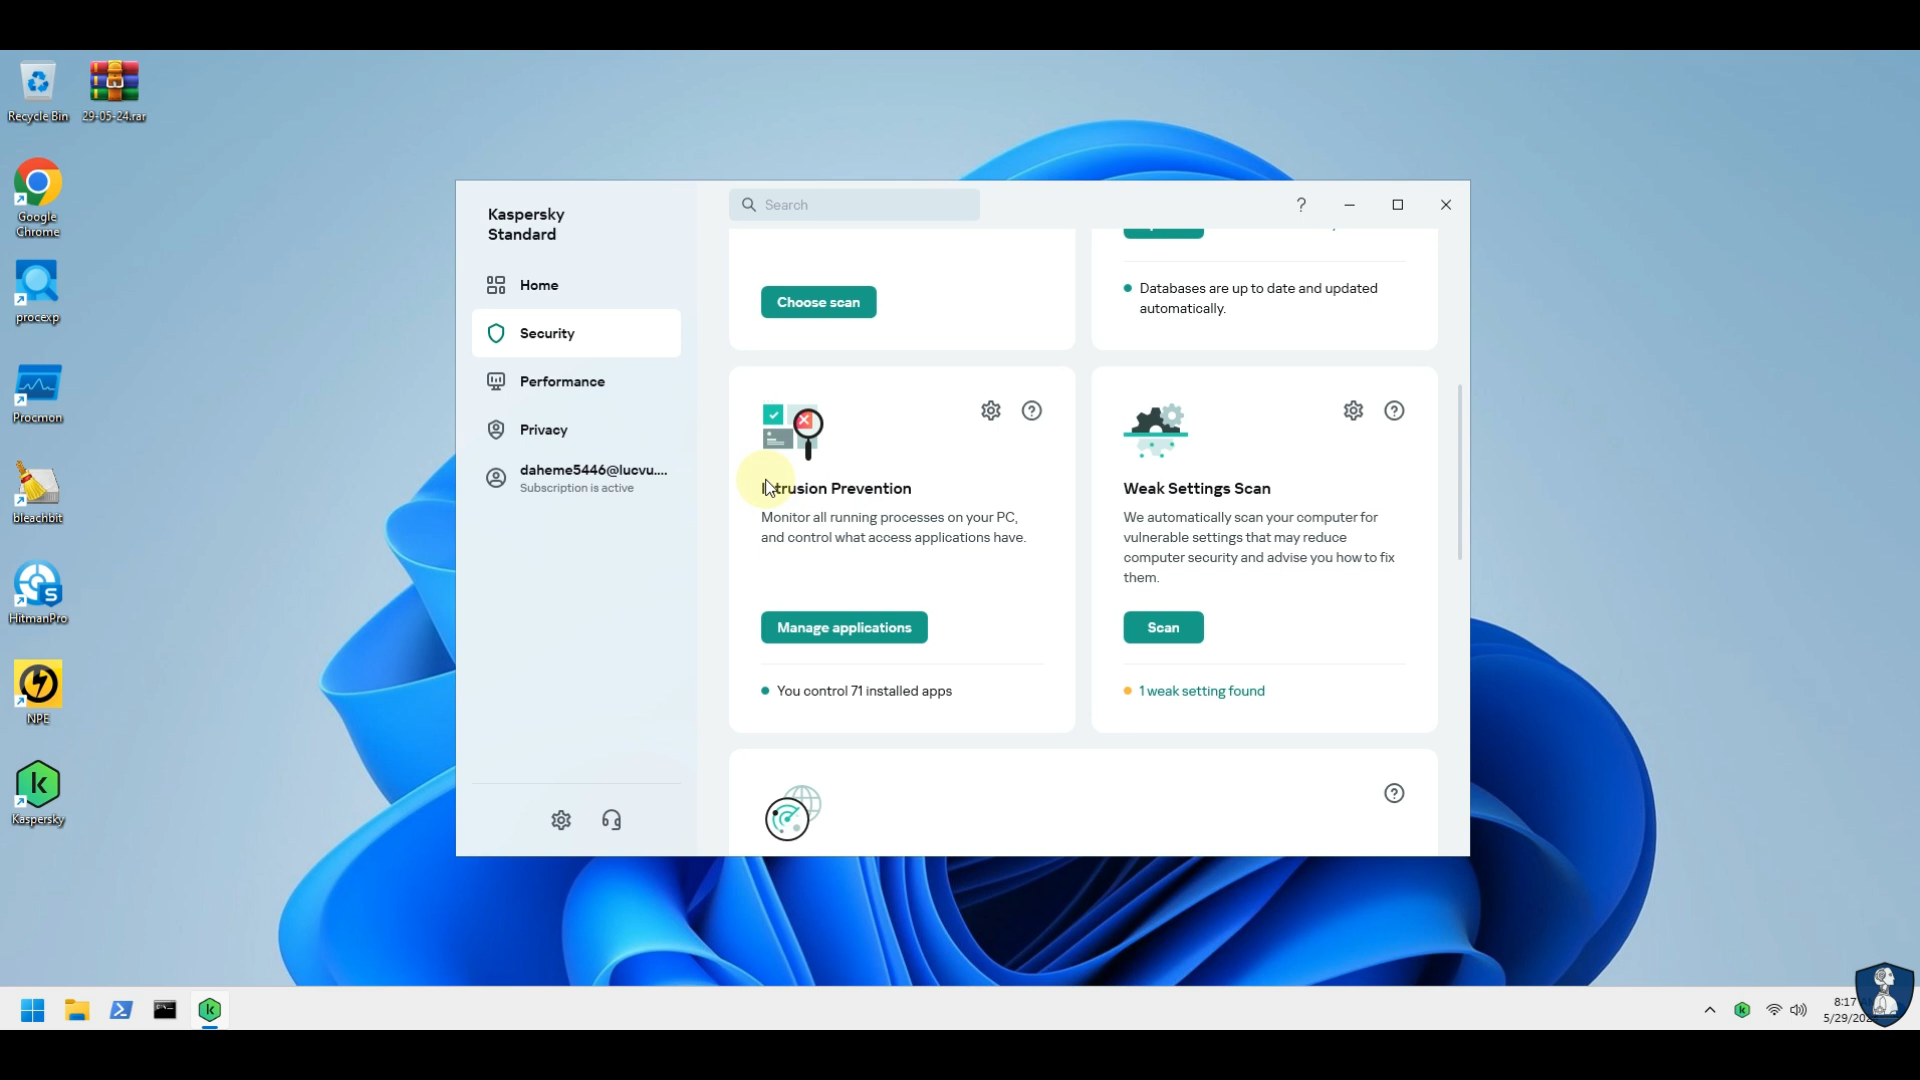 Recycle Bin
29-05-24.rar
Google
Chrome
procexp
Procmon
bleachbit
HitmanPro
NPE
Kaspersky
Kaspersky
Standard
Home
Security
Performance
Privacy
daheme5446@lucvu....
Subscription is active
Search
?
Choose scan
Databases are up to date and updated
automatically.
Intrusion Prevention
Monitor all running processes on your PC,
and control what access applications have.
Manage applications
You control 71 installed apps
Weak Settings Scan
We automatically scan your computer for
vulnerable settings that may reduce
computer security and advise you how to fix
them.
Scan
1 weak setting found
8:17
5/29/20